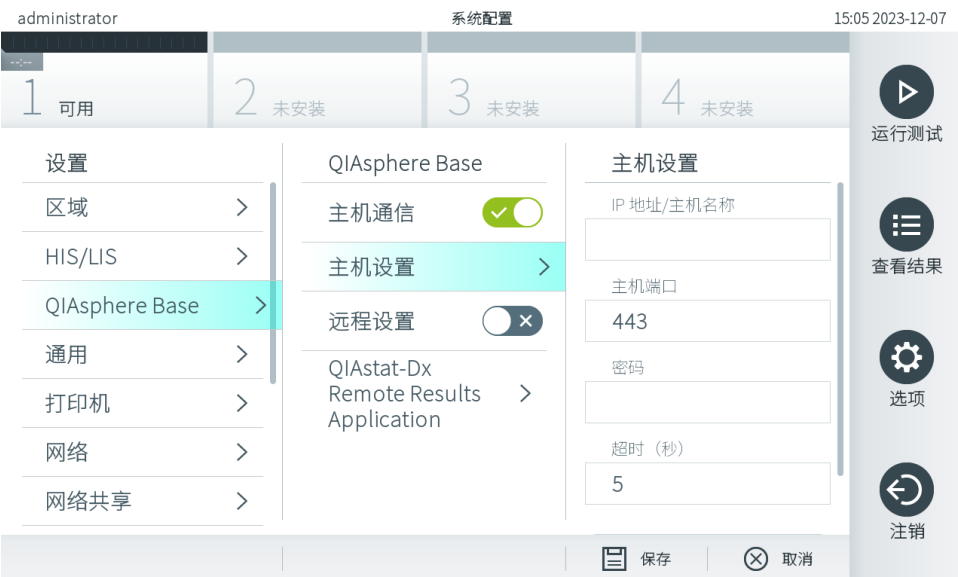 administrator
系统配置
15:05 2023-12-07
--:--
1 可用
2 未安装
3 未安装
4 未安装
运行测试
查看结果
选项
注销
设置
区域
HIS/LIS
QIAsphere Base
通用
打印机
网络
网络共享
QIAsphere Base
主机通信
主机设置
远程设置
QIAstat-Dx
Remote Results
Application
主机设置
IP 地址/主机名称
主机端口
443
密码
超时（秒）
5
保存
取消